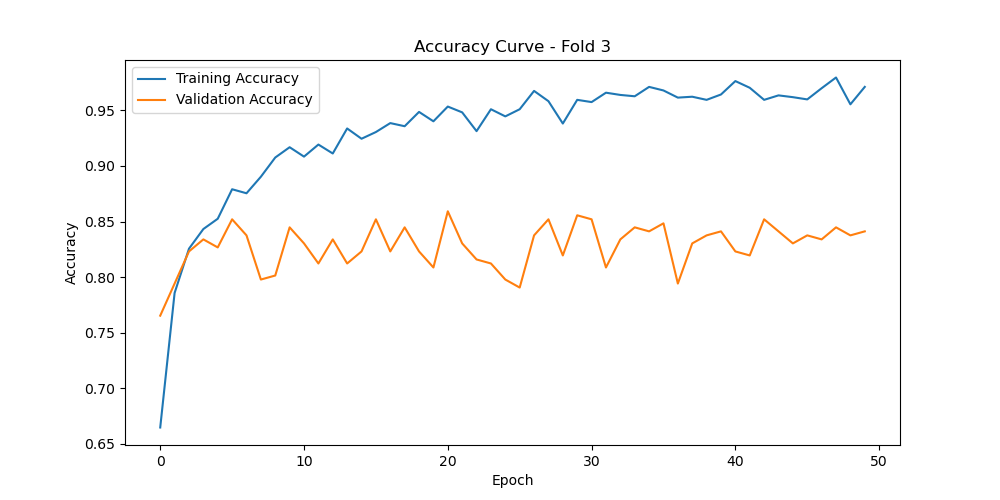 Accuracy Curve - Fold 3
Training Accuracy
Validation Accuracy
Accuracy
0.95
0.90
0.85
0.80
0.75
0.70
0.65
0 10 20 30 40 50
Epoch